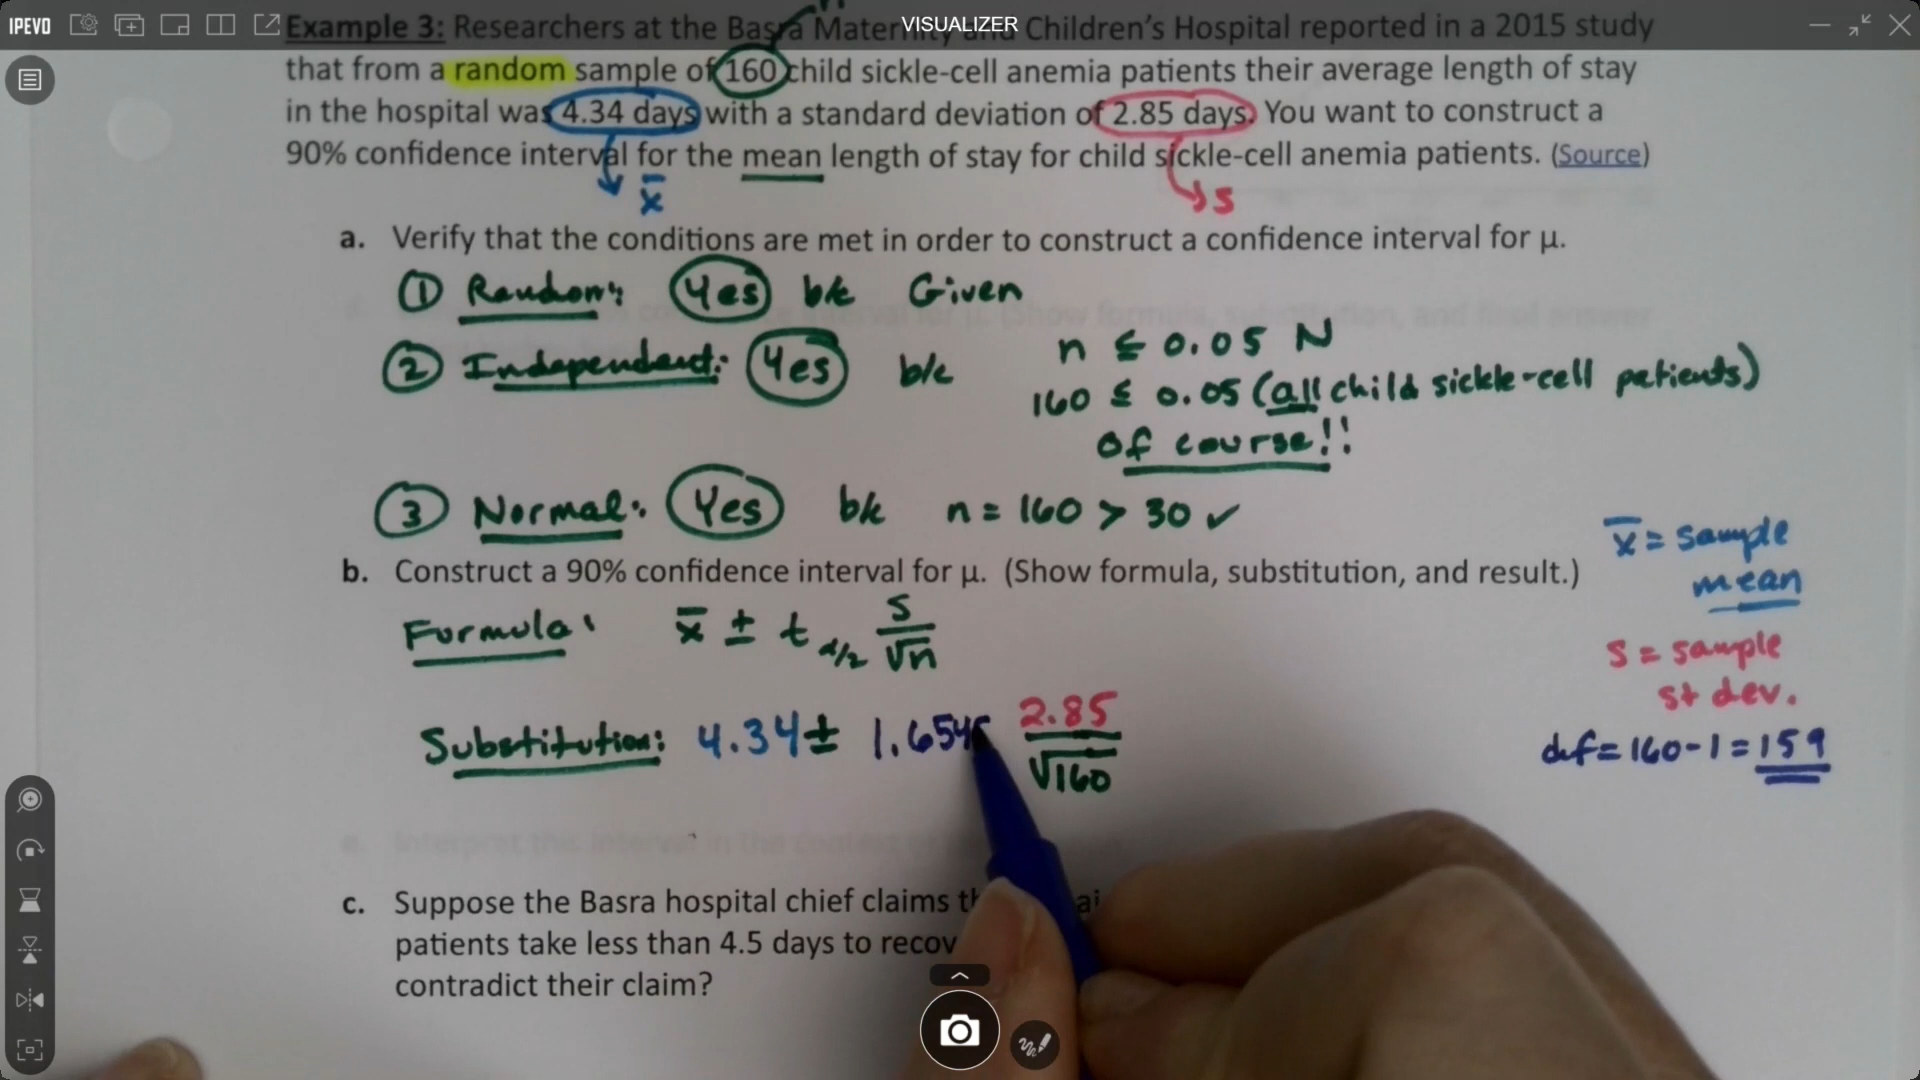 IPEVO
VISUALIZER
Example 3: Researchers at the Basra Maternity and Children's Hospital reported in a 2015 study
that from a random sample of 160 child sickle-cell anemia patients their average length of stay
in the hospital was 4.34 days with a standard deviation of 2.85 days. You want to construct a
90% confidence interval for the mean length of stay for child sickle-cell anemia patients. (Source)
x̄
s
a. Verify that the conditions are met in order to construct a confidence interval for μ.
① Random: Yes b/c Given
② Independent: Yes b/c n ≤ 0.05 N
160 ≤ 0.05 (all child sickle-cell patients)
of course!!
③ Normal: Yes b/c n = 160 > 30 ✓
x̄ = sample
mean
b. Construct a 90% confidence interval for μ. (Show formula, substitution, and result.)
Formula: x̄ ± t α/2 s/√n
s = sample
st dev.
Substitution: 4.34 ± 1.654 2.85/√160
df = 160-1 = 159
c. Suppose the Basra hospital chief claims
patients take less than 4.5 days to
contradict their claim?